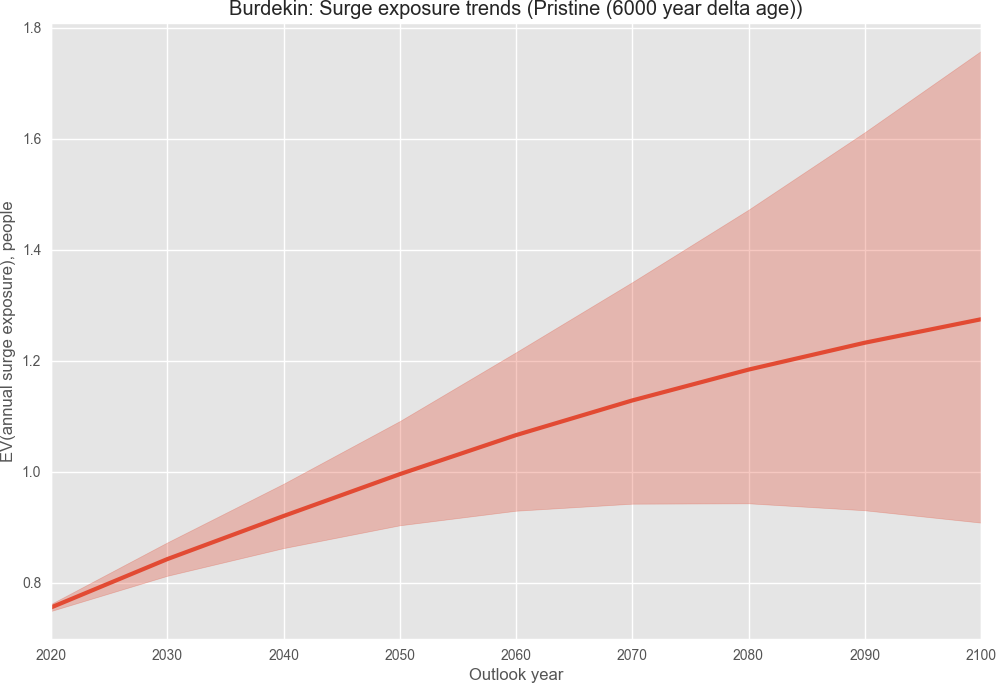 Burdekin: Surge exposure trends (Pristine (6000 year delta age))
EV(annual surge exposure), people
1.8
1.6
1.4
1.2
1.0
0.8
2020 2030 2040 2050 2060 2070 2080 2090 2100
Outlook year